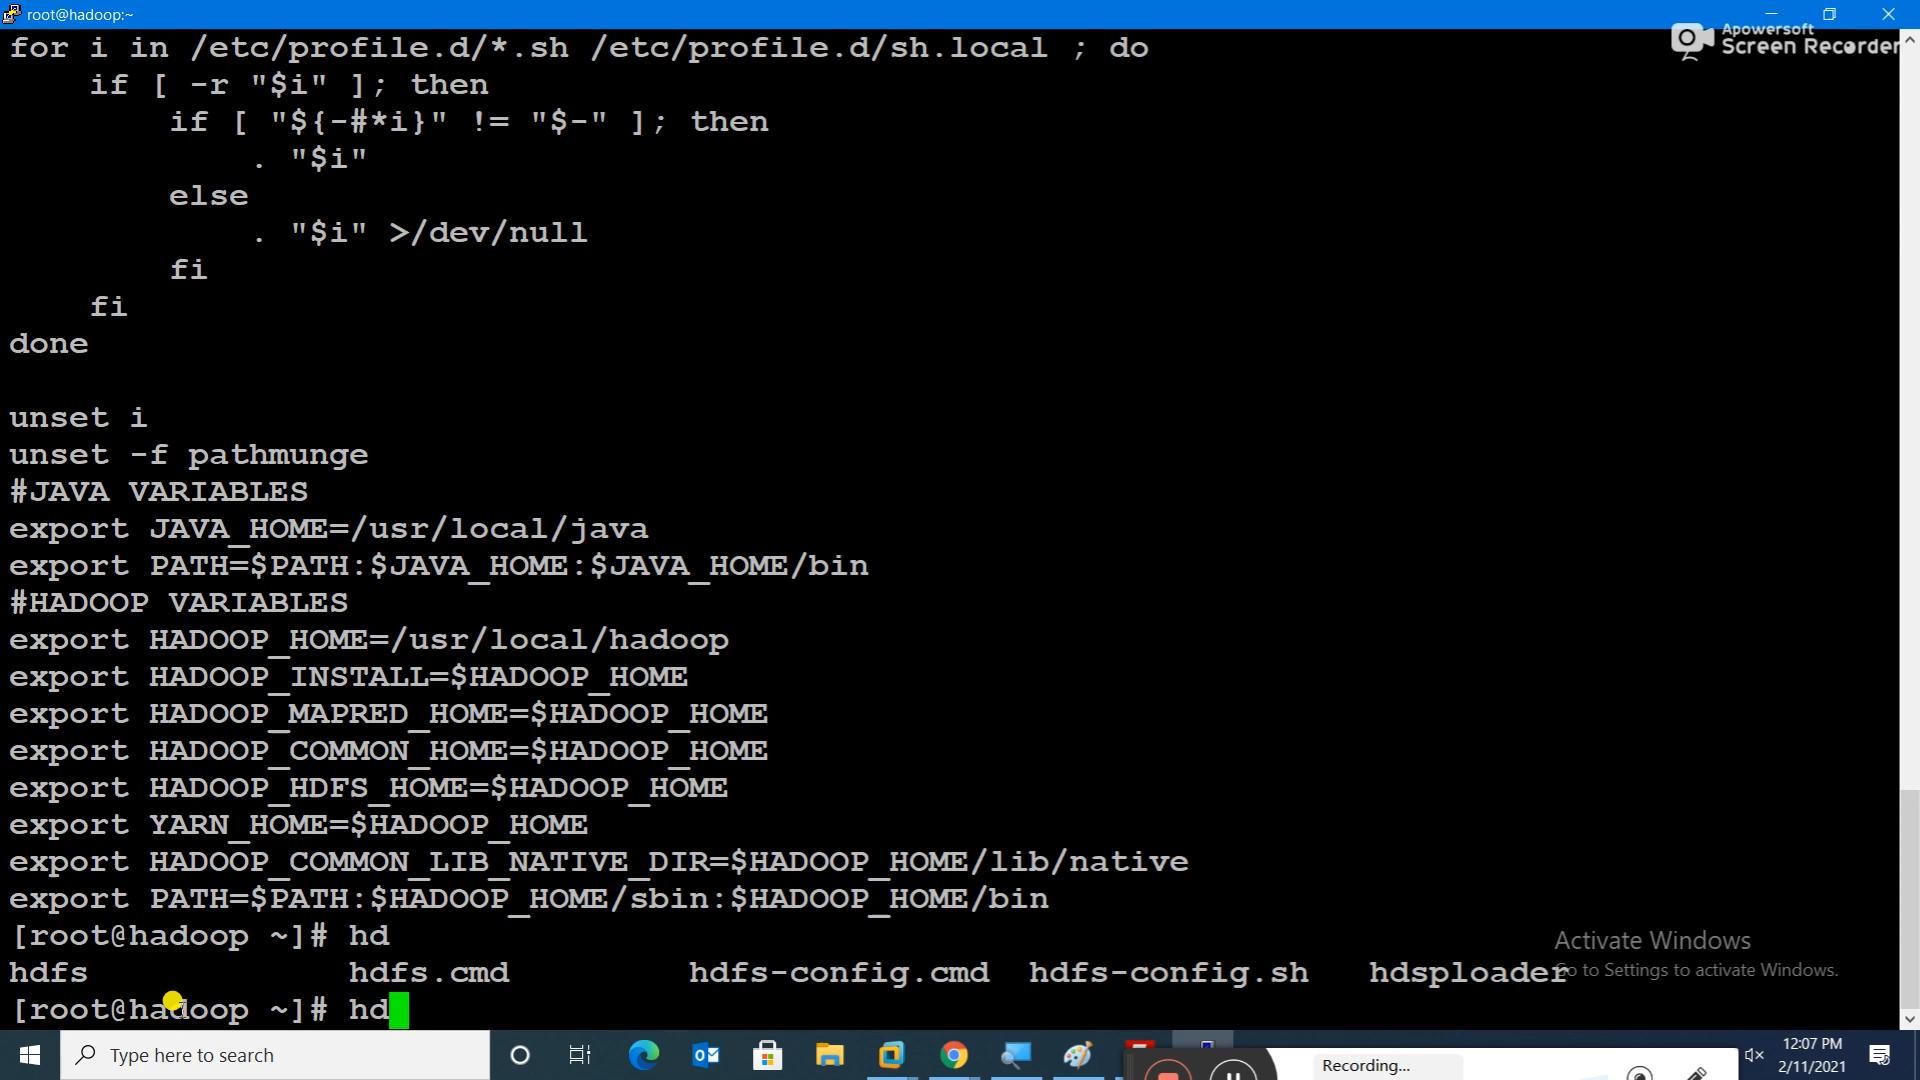 root@hadoop:~
Apowersoft
Screen Recorder
for i in /etc/profile.d/*.sh /etc/profile.d/sh.local ; do
    if [ -r "$i" ]; then
        if [ "${-#*i}" != "$-" ]; then
            . "$i"
        else
            . "$i" >/dev/null
        fi
    fi
done
unset i
unset -f pathmunge
#JAVA VARIABLES
export JAVA_HOME=/usr/local/java
export PATH=$PATH:$JAVA_HOME:$JAVA_HOME/bin
#HADOOP VARIABLES
export HADOOP_HOME=/usr/local/hadoop
export HADOOP_INSTALL=$HADOOP_HOME
export HADOOP_MAPRED_HOME=$HADOOP_HOME
export HADOOP_COMMON_HOME=$HADOOP_HOME
export HADOOP_HDFS_HOME=$HADOOP_HOME
export YARN_HOME=$HADOOP_HOME
export HADOOP_COMMON_LIB_NATIVE_DIR=$HADOOP_HOME/lib/native
export PATH=$PATH:$HADOOP_HOME/sbin:$HADOOP_HOME/bin
[root@hadoop ~]# hd
hdfs hdfs.cmd hdfs-config.cmd hdfs-config.sh hdsploader
[root@hadoop ~]# hd
Activate Windows
Go to Settings to activate Windows.
Type here to search
Recording...
12:07 PM
2/11/2021